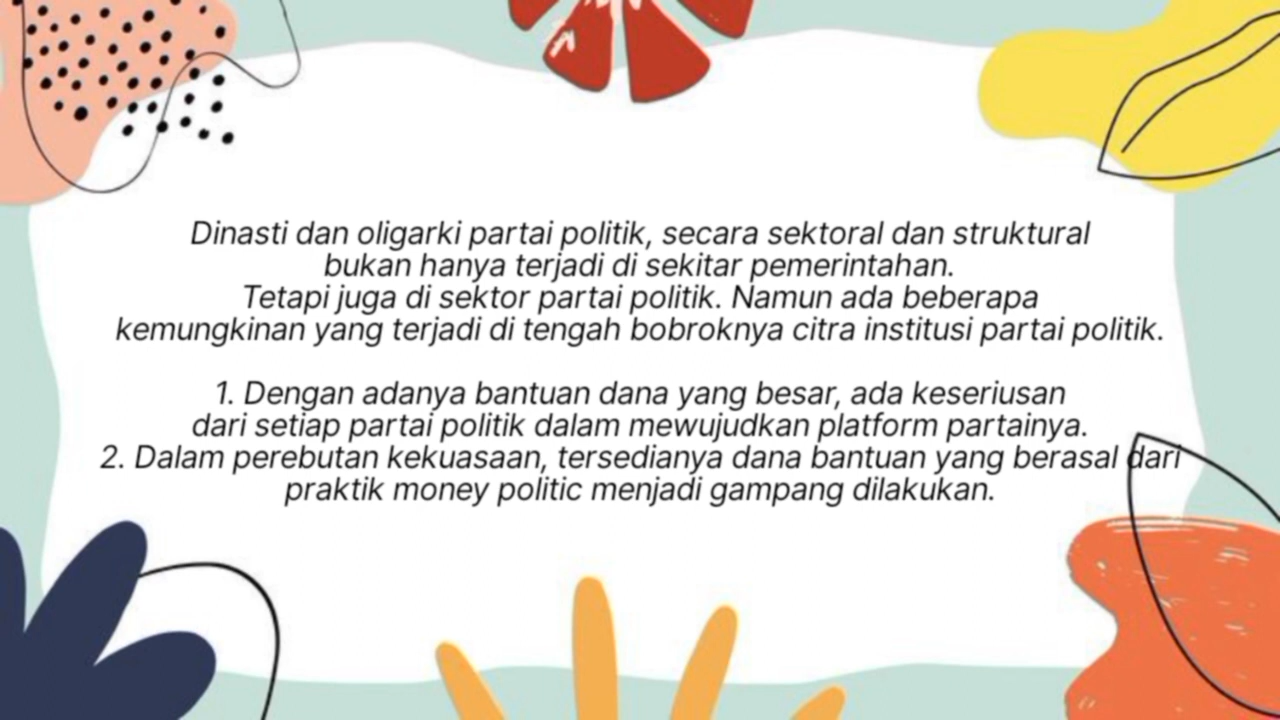 Dinasti dan oligarki partai politik, secara sektoral dan struktural
bukan hanya terjadi di sekitar pemerintahan.
Tetapi juga di sektor partai politik. Namun ada beberapa
kemungkinan yang terjadi di tengah bobroknya citra institusi partai politik.
1. Dengan adanya bantuan dana yang besar, ada keseriusan
dari setiap partai politik dalam mewujudkan platform partainya.
2. Dalam perebutan kekuasaan, tersedianya dana bantuan yang berasal dari
praktik money politic menjadi gampang dilakukan.